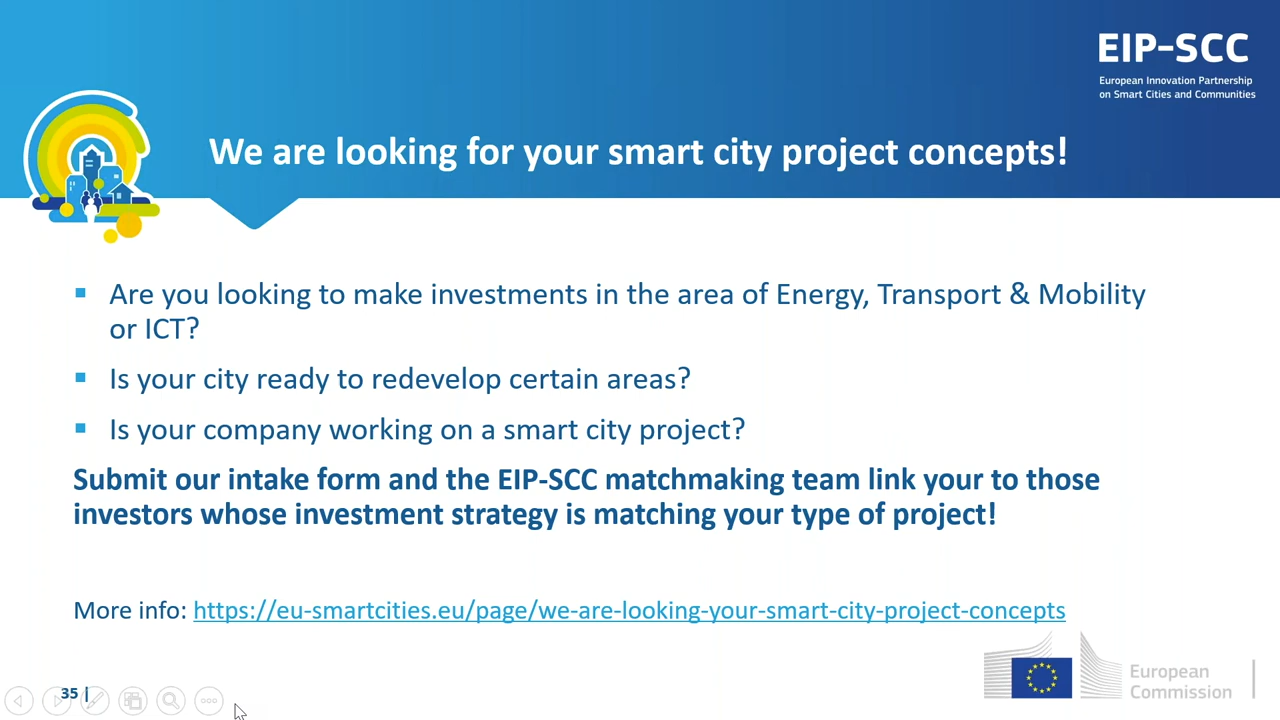 EIP-SCC
European Innovation Partnership
on Smart Cities and Communities
We are looking for your smart city project concepts!
Are you looking to make investments in the area of Energy, Transport & Mobility
or ICT?
Is your city ready to redevelop certain areas?
Is your company working on a smart city project?
Submit our intake form and the EIP-SCC matchmaking team link your to those
investors whose investment strategy is matching your type of project!
More info: https://eu-smartcities.eu/page/we-are-looking-your-smart-city-project-concepts
European
Commission
35 |